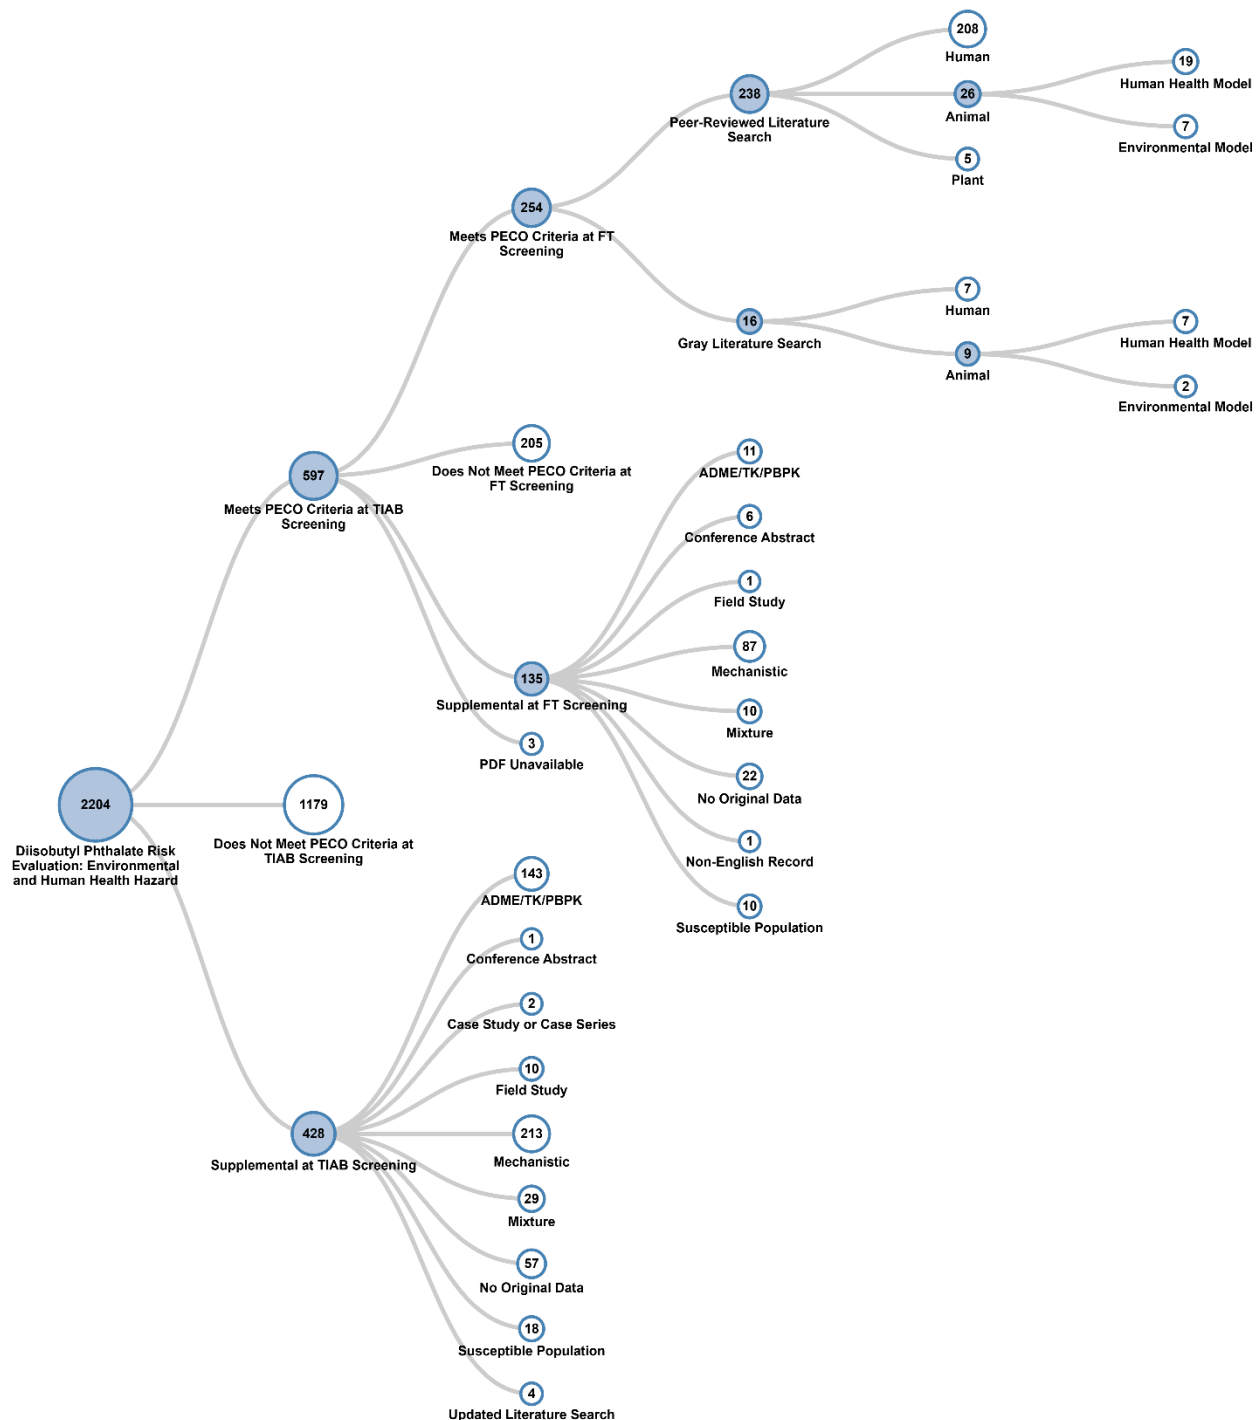 208
Human
19
Human Health Model
238
Peer-Reviewed Literature
Search
26
Animal
7
Environmental Model
5
Plant
254
Meets PECO Criteria at FT
Screening
7
Human
16
Gray Literature Search
7
Human Health Model
9
Animal
2
Environmental Model
205
Does Not Meet PECO Criteria at
FT Screening
597
Meets PECO Criteria at TIAB
Screening
11
ADME/TK/PBPK
6
Conference Abstract
1
Field Study
87
Mechanistic
135
Supplemental at FT Screening
10
Mixture
3
PDF Unavailable
22
No Original Data
1
Non-English Record
10
Susceptible Population
2204
Diisobutyl Phthalate Risk
Evaluation: Environmental
and Human Health Hazard
1179
Does Not Meet PECO Criteria at
TIAB Screening
143
ADME/TK/PBPK
1
Conference Abstract
2
Case Study or Case Series
10
Field Study
428
Supplemental at TIAB Screening
213
Mechanistic
29
Mixture
57
No Original Data
18
Susceptible Population
4
Updated Literature Search